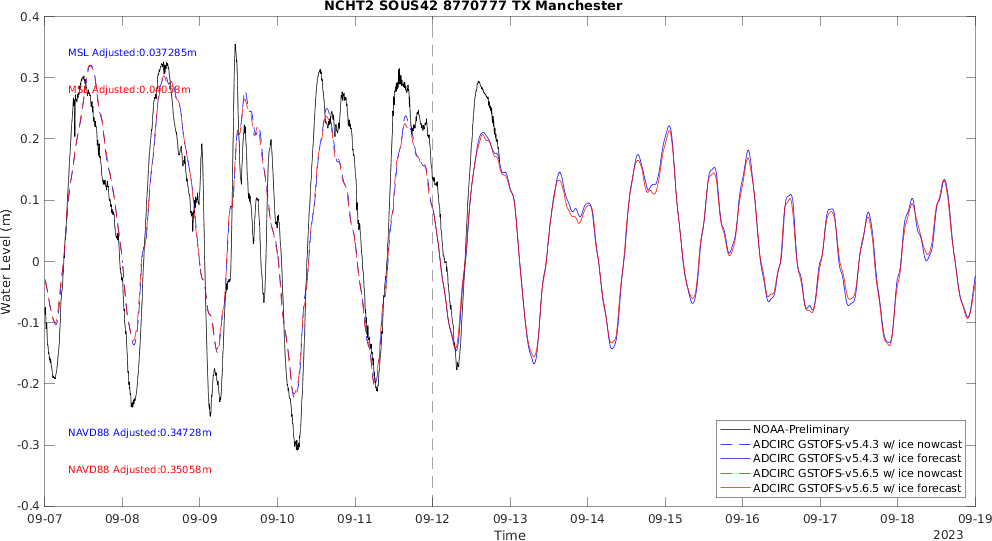 NCHT2 SOUS42 8770777 TX Manchester
0.4
0.3
0.2
0.1
0
-0.1
-0.2
-0.3
-0.4
Water Level (m)
MSL Adjusted:0.037285m
MSL Adjusted:0.04058m
NAVD88 Adjusted:0.34728m
NAVD88 Adjusted:0.35058m
NOAA-Preliminary
ADCIRC GSTOFS-v5.4.3 w/ ice nowcast
ADCIRC GSTOFS-v5.4.3 w/ ice forecast
ADCIRC GSTOFS-v5.6.5 w/ ice nowcast
ADCIRC GSTOFS-v5.6.5 w/ ice forecast
09-07 09-08 09-09 09-10 09-11 09-12 09-13 09-14 09-15 09-16 09-17 09-18 09-19
Time
2023